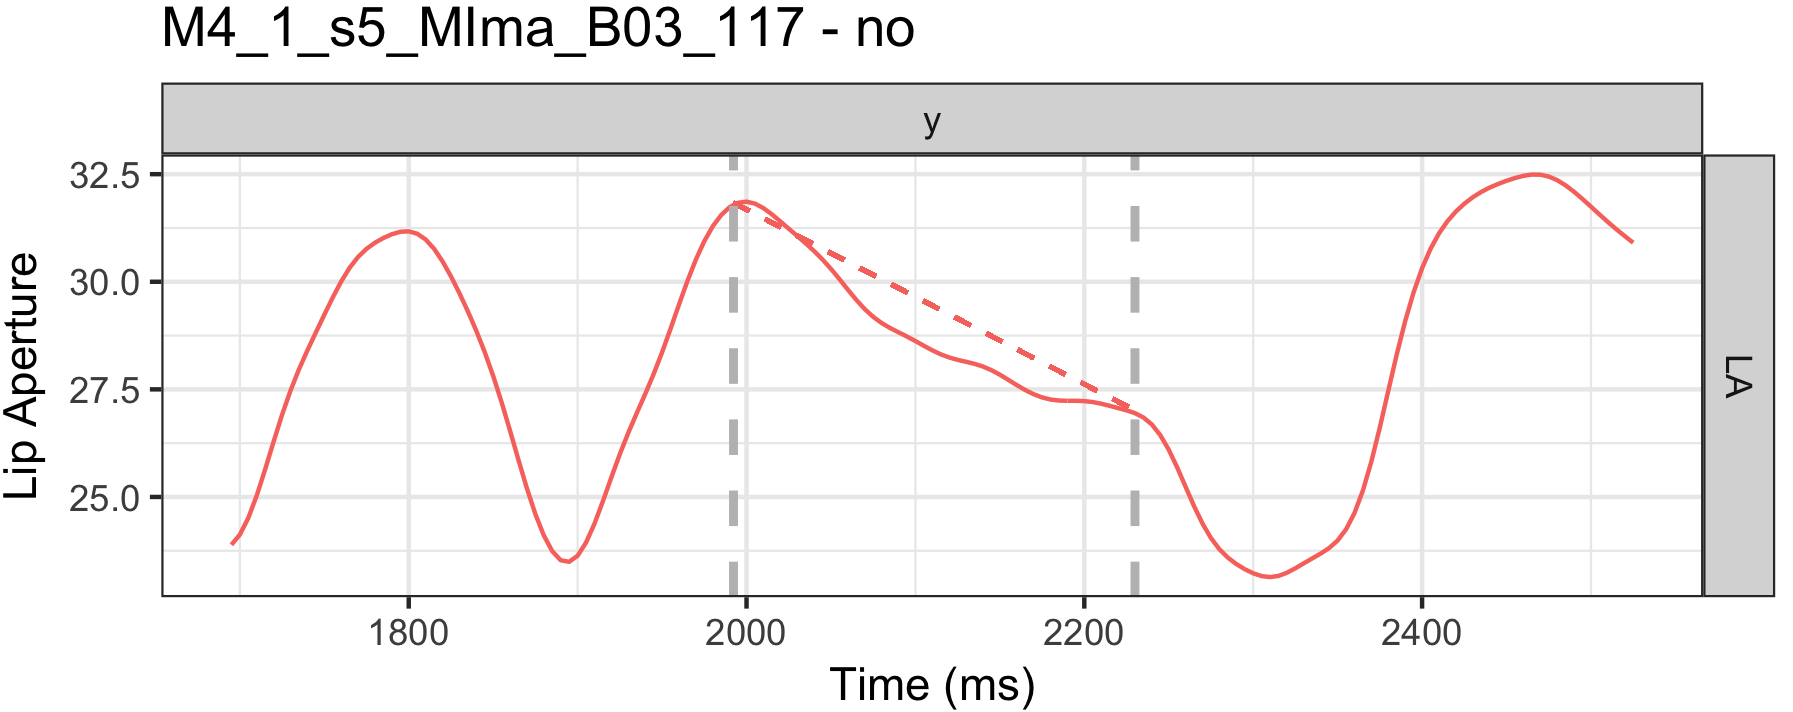 M4_1_s5_MIma_B03_117 - no
y
32.5
30.0
27.5
25.0
Lip Aperture
LA
1800 2000 2200 2400
Time (ms)